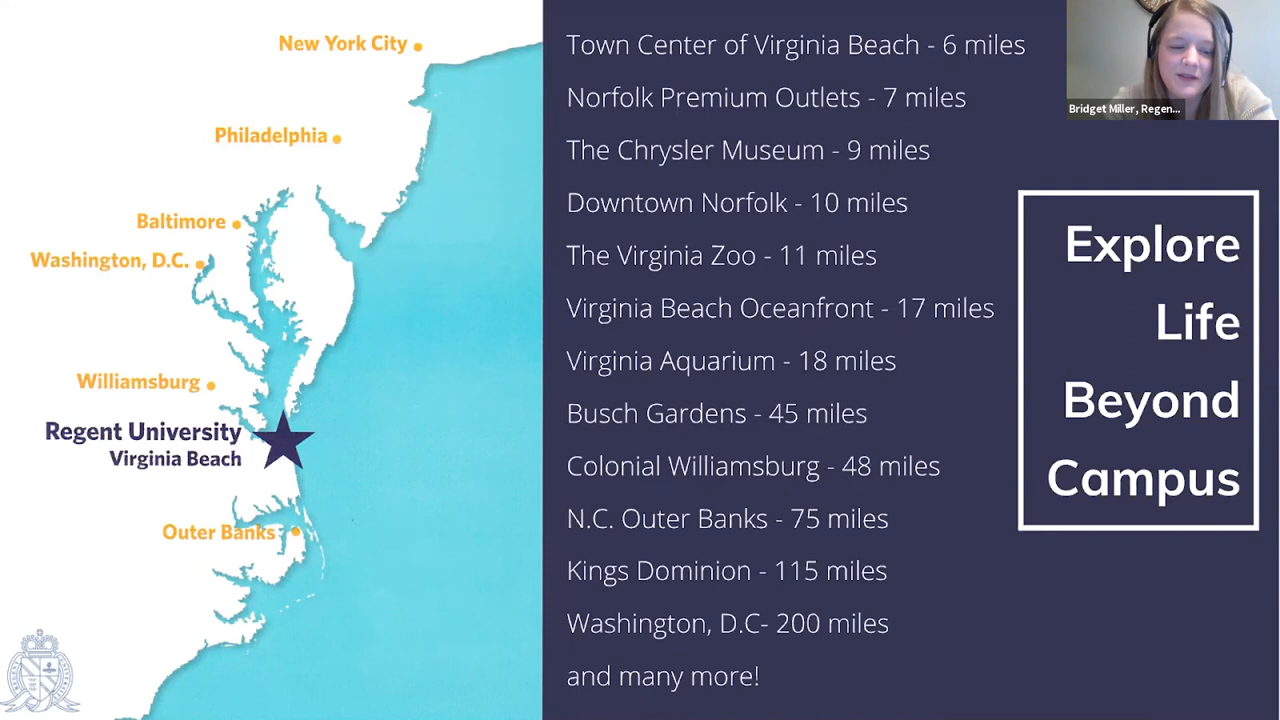 New York City
Philadelphia
Baltimore
Washington, D.C.
Williamsburg
Regent University
Virginia Beach
Outer Banks
Town Center of Virginia Beach - 6 miles
Norfolk Premium Outlets - 7 miles
The Chrysler Museum - 9 miles
Downtown Norfolk - 10 miles
The Virginia Zoo - 11 miles
Virginia Beach Oceanfront - 17 miles
Virginia Aquarium - 18 miles
Busch Gardens - 45 miles
Colonial Williamsburg - 48 miles
N.C. Outer Banks - 75 miles
Kings Dominion - 115 miles
Washington, D.C- 200 miles
and many more!
Bridget Miller, Regen...
Explore
Life
Beyond
Campus